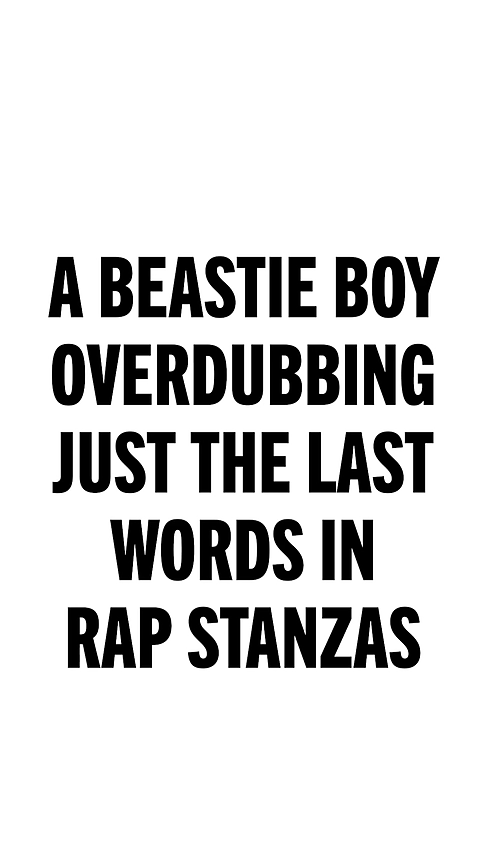 A BEASTIE BOY
OVERDUBBING
JUST THE LAST
WORDS IN
RAP STANZAS